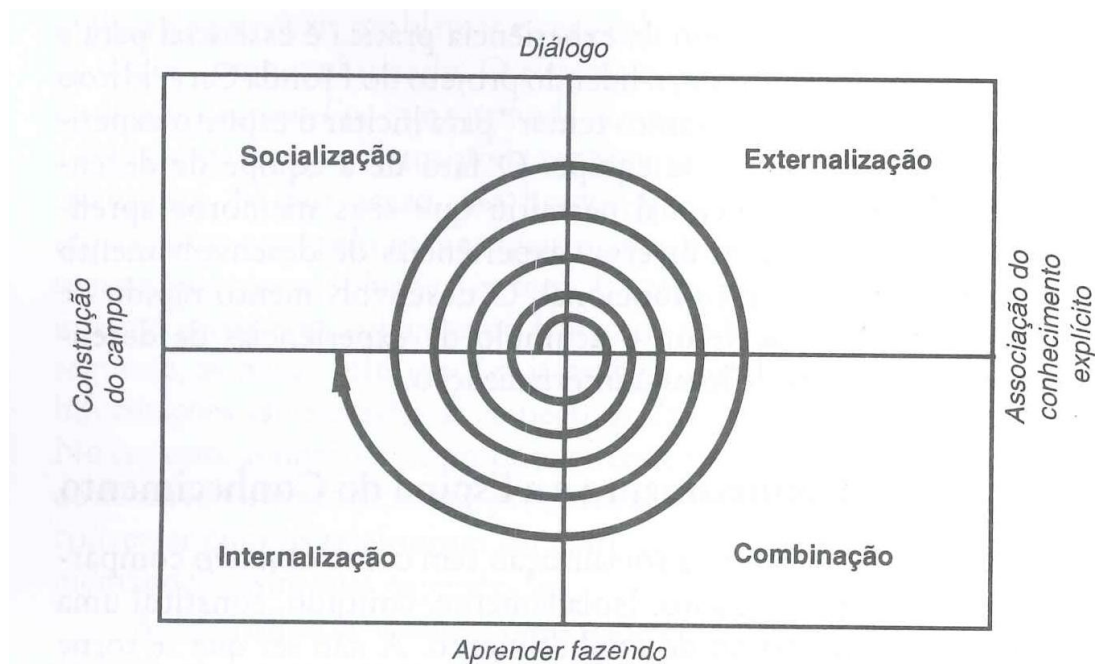 Diálogo
Socialização
Externalização
Construção
do campo
Associação do
conhecimento
explícito
Internalização
Combinação
Aprender fazendo